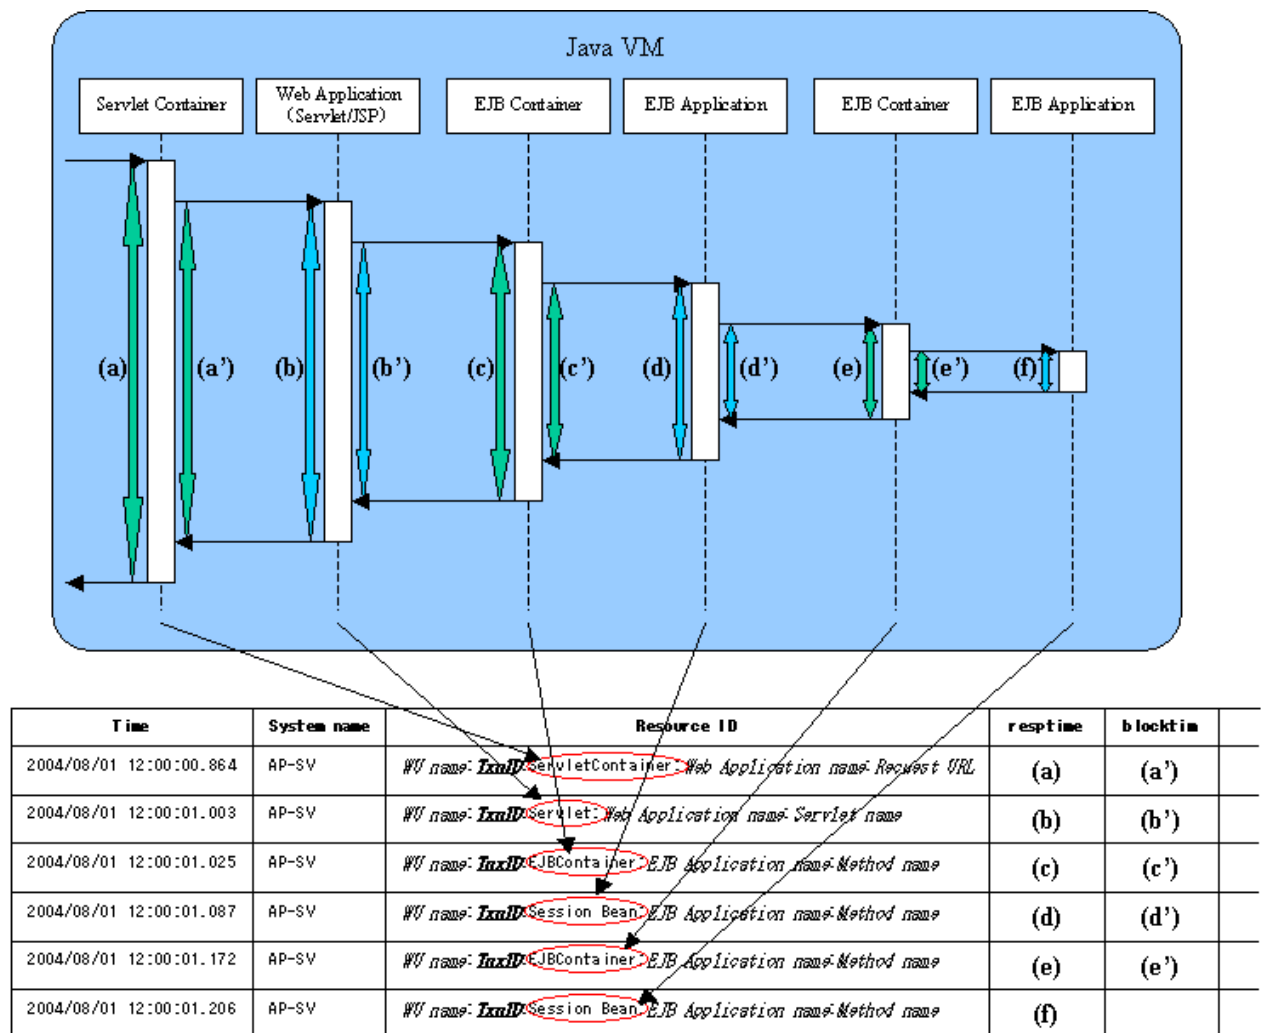 Java VM
Servlet Container
Web Application
(Servlet/JSP)
EJB Container
EJB Application
EJB Container
EJB Application
(a)
(a')
(b)
(b')
(c)
(c')
(d)
(d')
(e)
(e')
(f)
Time System name Resource ID resptime blocktim
2004/08/01 12:00:00.864 AP-SV WU name: TxnID: ServletContainer: Web Application name: Request URL (a) (a')
2004/08/01 12:00:01.003 AP-SV WU name: TxnID: Servlet: Web Application name: Servlet name (b) (b')
2004/08/01 12:00:01.025 AP-SV WU name: TnxID: EJBContainer: EJB Application name: Method name (c) (c')
2004/08/01 12:00:01.087 AP-SV WU name: TxnID: Session Bean: EJB Application name: Method name (d) (d')
2004/08/01 12:00:01.172 AP-SV WU name: TnxID: EJBContainer: EJB Application name: Method name (e) (e')
2004/08/01 12:00:01.206 AP-SV WU name: TxnID: Session Bean: EJB Application name: Method name (f)